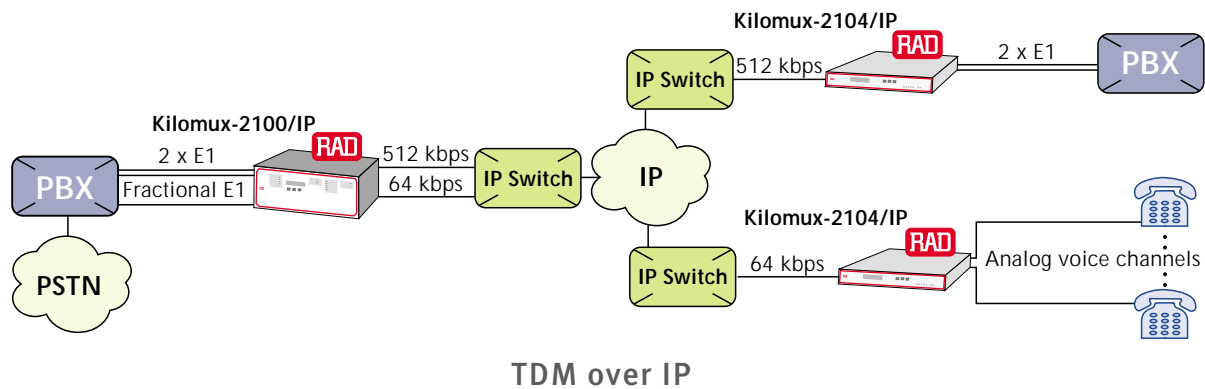 Kilomux-2104/IP
RAD
IP Switch
512 kbps
2 x E1
PBX
Kilomux-2100/IP
RAD
PBX
2 x E1
Fractional E1
512 kbps
64 kbps
IP Switch
IP
PSTN
Kilomux-2104/IP
RAD
IP Switch
64 kbps
Analog voice channels
TDM over IP